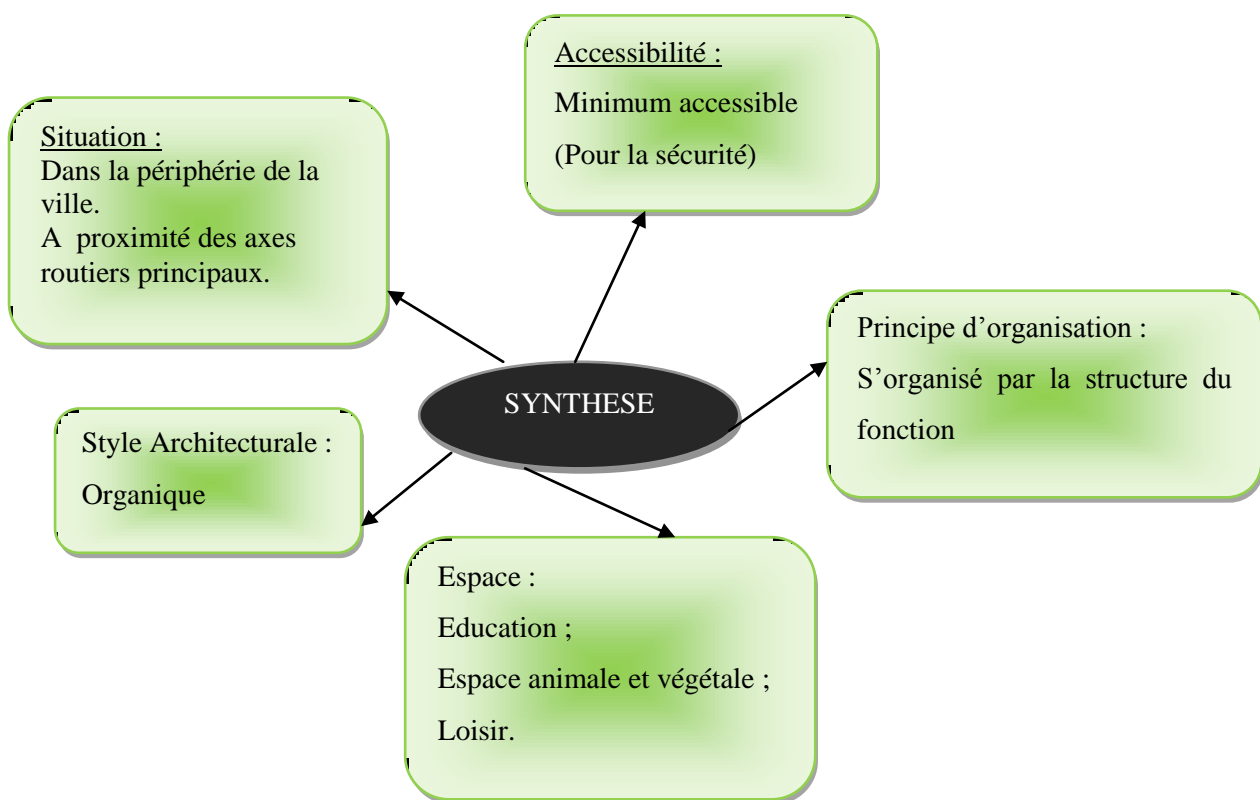 Accessibilité :
Minimum accessible
(Pour la sécurité)
Situation :
Dans la périphérie de la
ville.
A proximité des axes
routiers principaux.
Principe d’organisation :
S’organisé par la structure du
fonction
SYNTHESE
Style Architecturale :
Organique
Espace :
Education ;
Espace animale et végétale ;
Loisir.